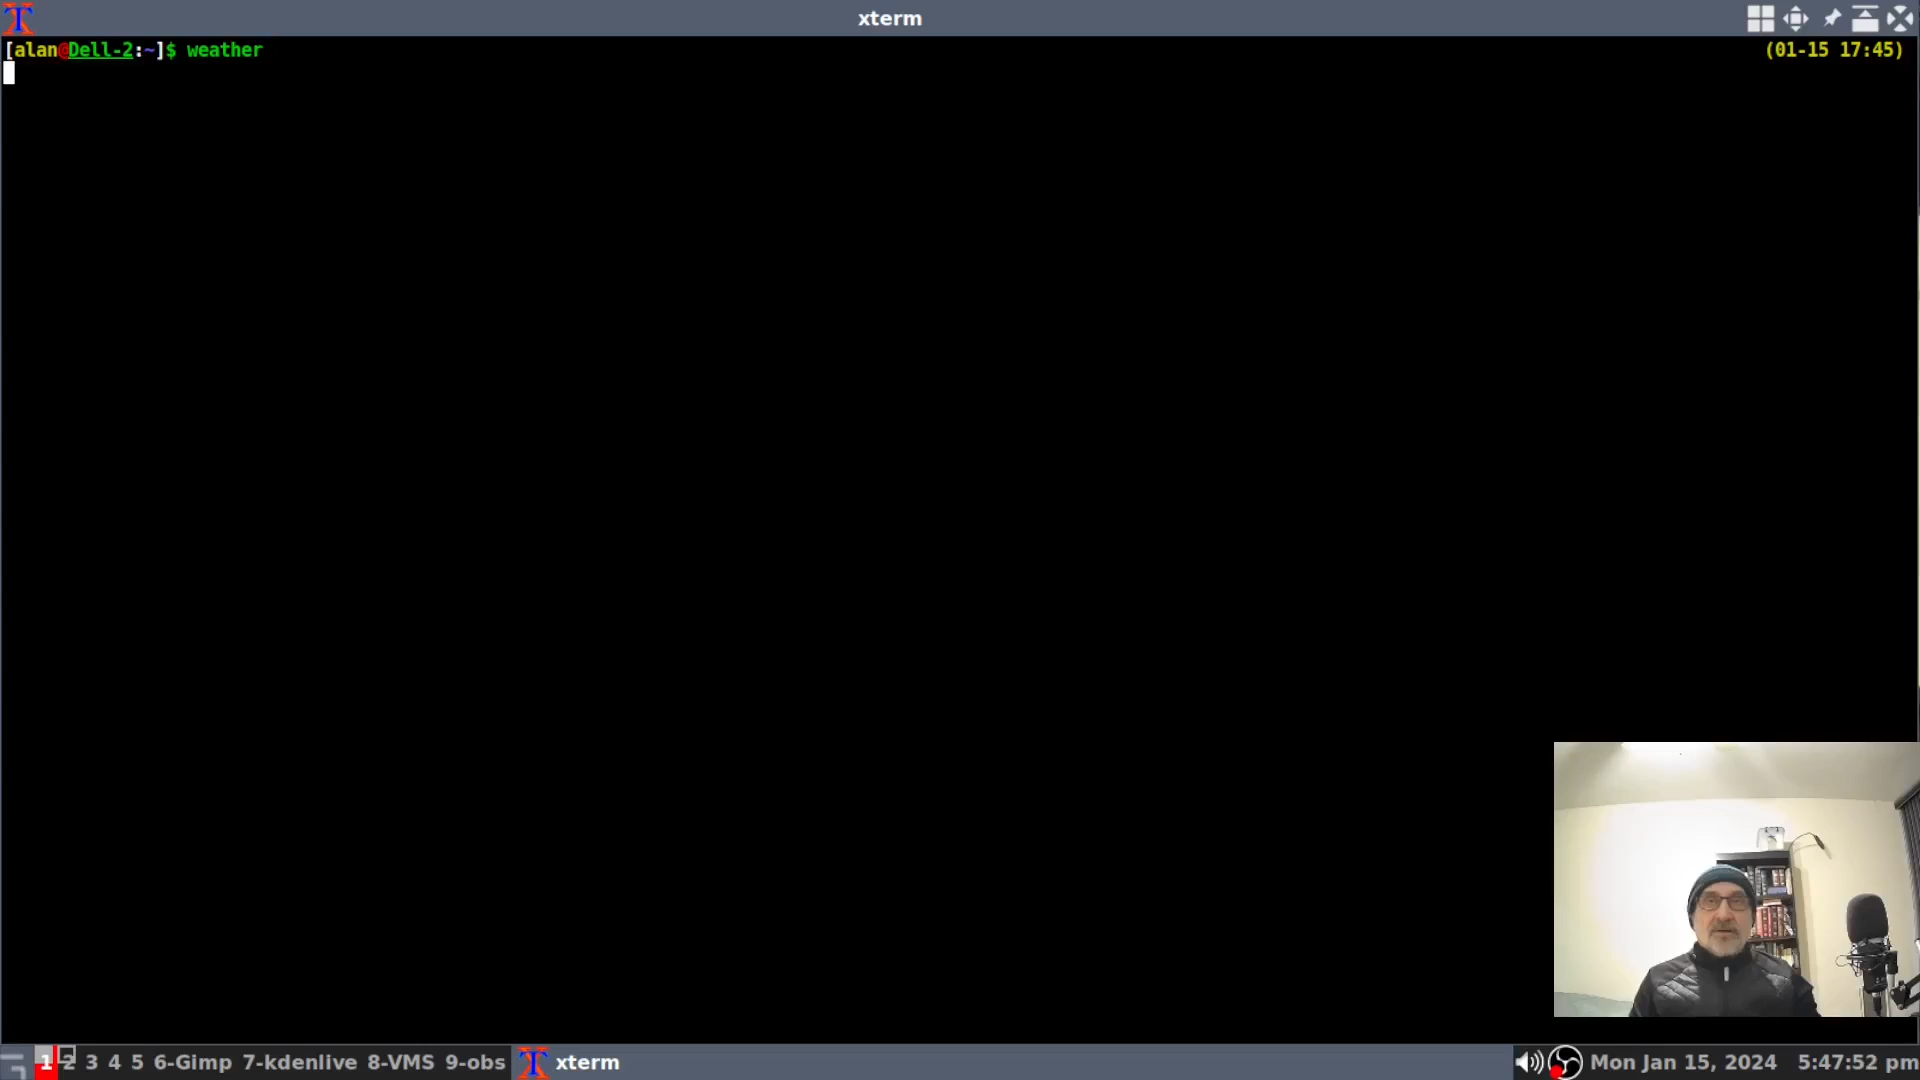 xterm
[alan@Dell-2:~]$ weather (01-15 17:45)
1 2 3 4 5 6-Gimp 7-kdenlive 8-VMS 9-obs xterm Mon Jan 15, 2024 5:47:52 pm